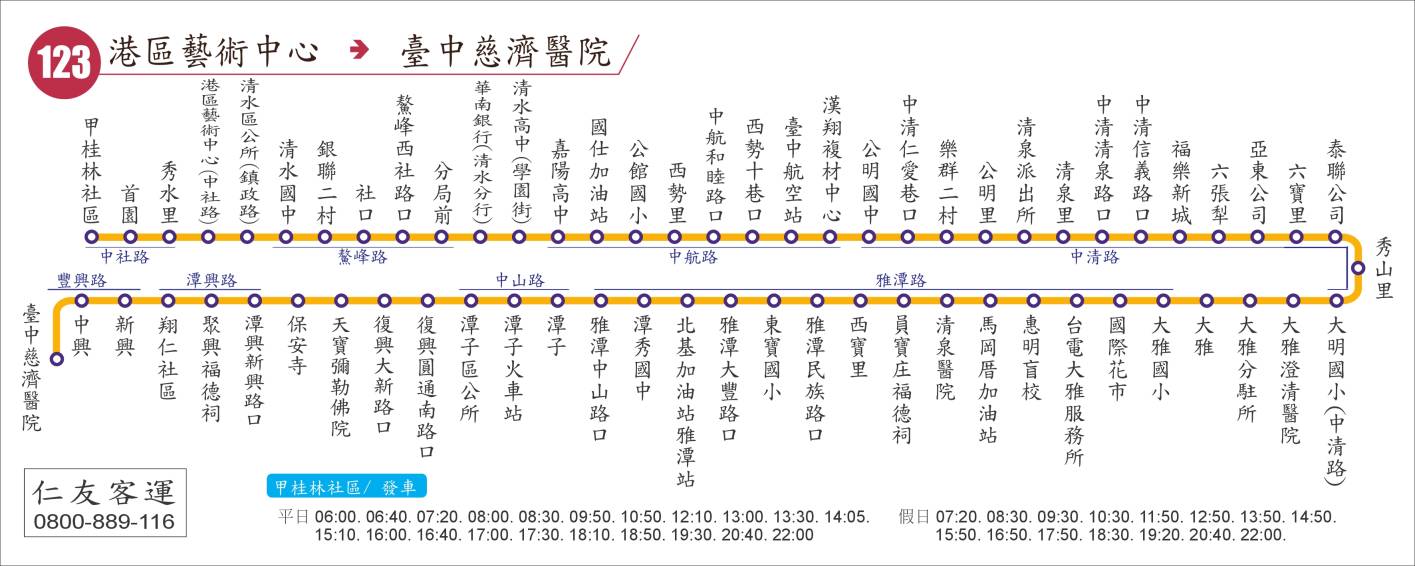 123 港區藝術中心 ➔ 臺中慈濟醫院
甲桂林社區
首園
秀水里
港區藝術中心(中社路)
清水區公所(鎮政路)
清水國中
銀聯二村
社口
鰲峰西社路口
分局前
華南銀行(清水分行)
清水高中(學園街)
嘉陽高中
國仕加油站
公館國小
西勢里
中航和睦路口
西勢十巷口
臺中航空站
漢翔複材中心
公明國中
中清仁愛巷口
樂群二村
公明里
清泉派出所
清泉里
中清清泉路口
中清信義路口
福樂新城
六張犁
亞東公司
六寶里
泰聯公司
秀山里
中社路
鰲峰路
中航路
中清路
豐興路
潭興路
中山路
雅潭路
臺中慈濟醫院
中興
新興
翔仁社區
聚興福德祠
潭興新興路口
保安寺
天寶彌勒佛院
復興大新路口
復興圓通南路口
潭子區公所
潭子火車站
潭子
雅潭中山路口
潭秀國中
北基加油站雅潭站
雅潭大豐路口
東寶國小
雅潭民族路口
西寶里
員寶庄福德祠
清泉醫院
馬岡厝加油站
惠明盲校
台電大雅服務所
國際花市
大雅國小
大雅
大雅分駐所
大雅澄清醫院
大明國小(中清路)
仁友客運
0800-889-116
甲桂林社區/ 發車
平日 06:00. 06:40. 07:20. 08:00. 08:30. 09:50. 10:50. 12:10. 13:00. 13:30. 14:05.
15:10. 16:00. 16:40. 17:00. 17:30. 18:10. 18:50. 19:30. 20:40. 22:00
假日 07:20. 08:30. 09:30. 10:30. 11:50. 12:50. 13:50. 14:50.
15:50. 16:50. 17:50. 18:30. 19:20. 20:40. 22:00.